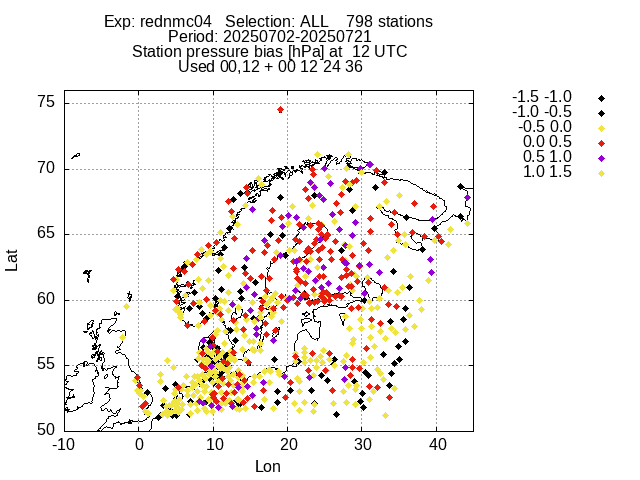 Exp: rednmc04   Selection: ALL    798 stations
Period: 20250702-20250721
Station pressure bias [hPa] at  12 UTC
Used 00,12 + 00 12 24 36
-1.5 -1.0
-1.0 -0.5
-0.5 0.0
0.0 0.5
0.5 1.0
1.0 1.5
75
70
65
60
55
50
Lat
-10 0 10 20 30 40
Lon